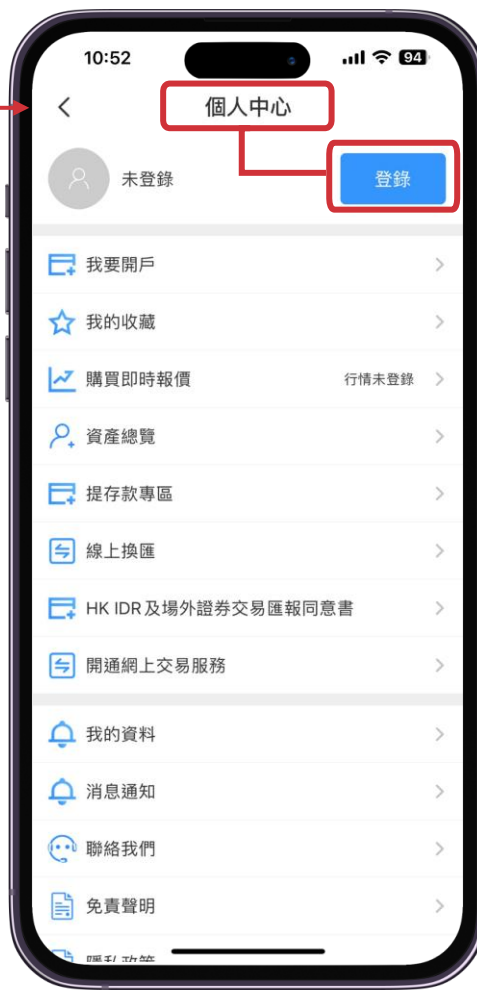 10:52
94
個人中心
未登錄
登錄
我要開戶
我的收藏
購買即時報價 行情未登錄
資產總覽
提存款專區
線上換匯
HK IDR及場外證券交易匯報同意書
開通網上交易服務
我的資料
消息通知
聯絡我們
免責聲明
隱私政策